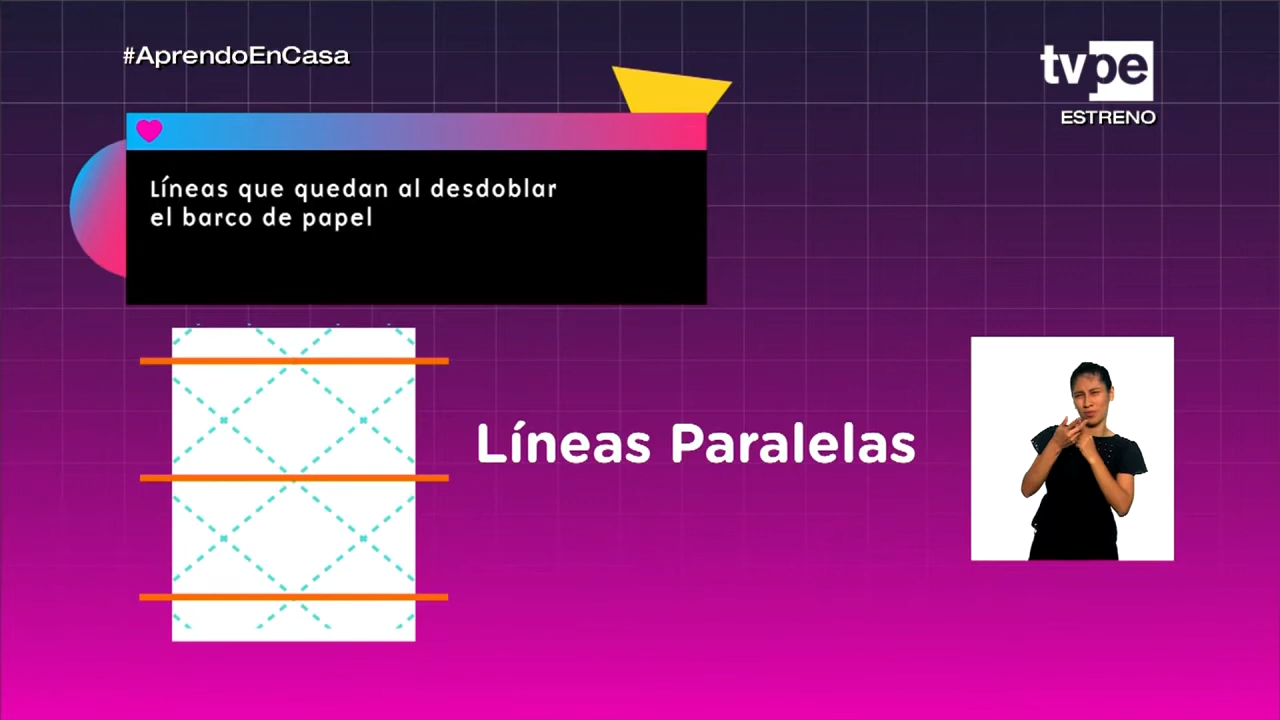 #AprendoEnCasa
tvpe
ESTRENO
Líneas que quedan al desdoblar
el barco de papel
Líneas Paralelas